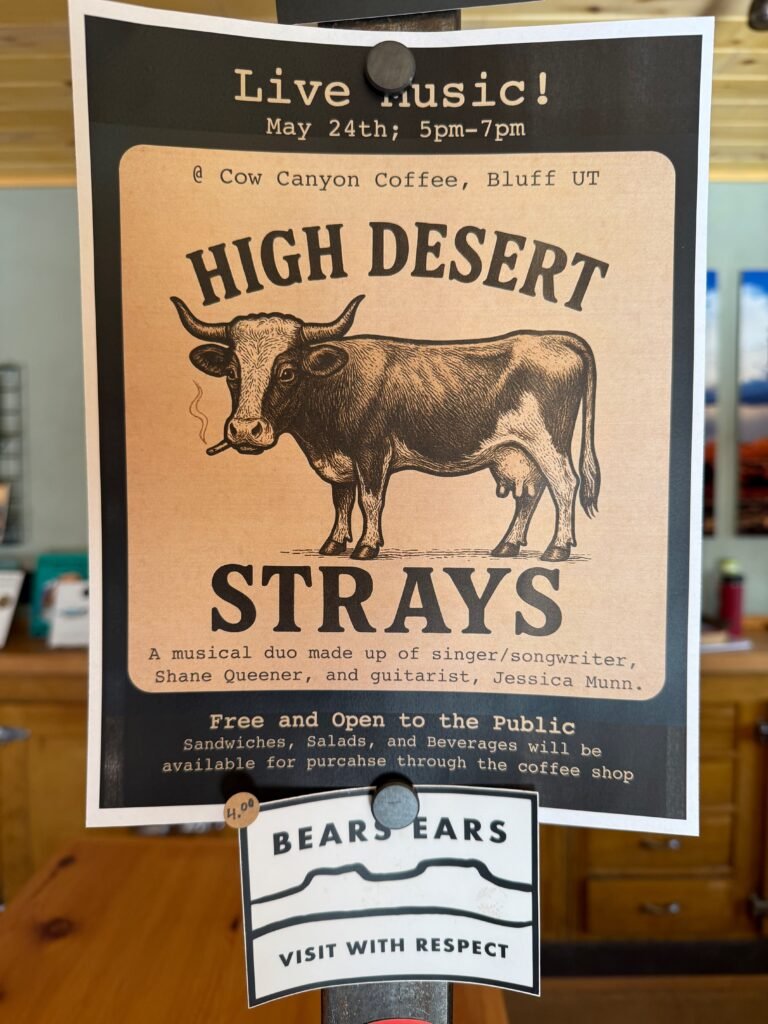 Live Music!
May 24th; 5pm-7pm
@ Cow Canyon Coffee, Bluff UT
HIGH DESERT
STRAYS
A musical duo made up of singer/songwriter,
Shane Queener, and guitarist, Jessica Munn.
Free and Open to the Public
Sandwiches, Salads, and Beverages will be
available for purcahse through the coffee shop
4.00
BEARS EARS
VISIT WITH RESPECT